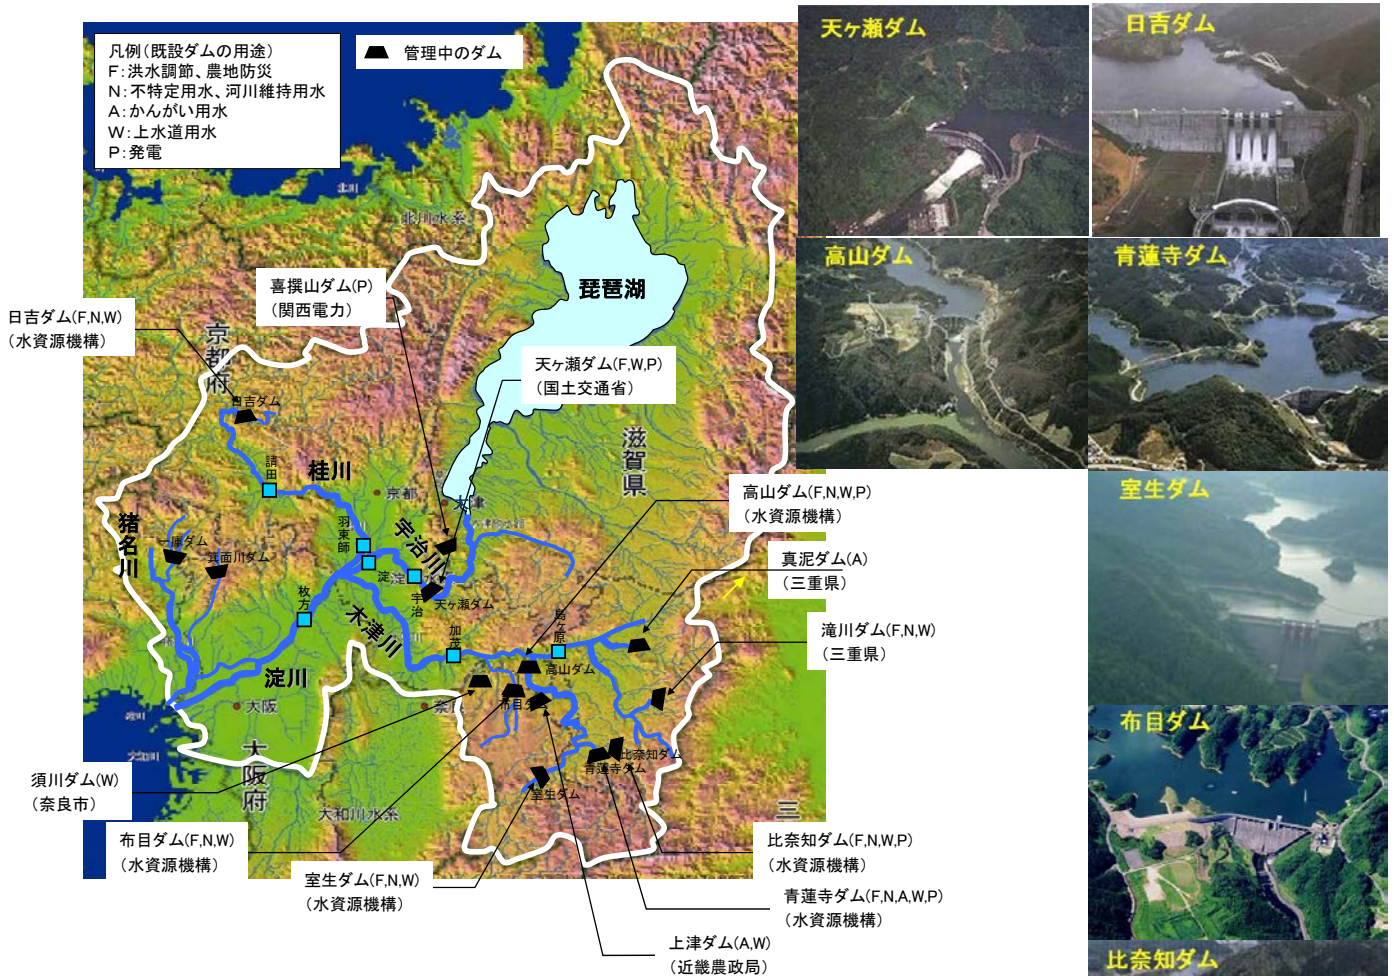 凡例(既設ダムの用途)
F:洪水調節、農地防災
N:不特定用水、河川維持用水
A:かんがい用水
W:上水道用水
P:発電
管理中のダム
天ヶ瀬ダム
日吉ダム
高山ダム
青蓮寺ダム
室生ダム
布目ダム
比奈知ダム
北川
北川水系
琵琶湖
喜撰山ダム(P)
(関西電力)
日吉ダム(F,N,W)
(水資源機構)
京都府
天ヶ瀬ダム(F,W,P)
(国土交通省)
日吉ダム
滋賀県
請田
桂川
京都
大津
高山ダム(F,N,W,P)
(水資源機構)
猪名川
一庫ダム
箕面川ダム
羽束師
宇治川
淀
宇治
天ヶ瀬ダム
真泥ダム(A)
(三重県)
枚方
木津川
加茂
島ヶ原
滝川ダム(F,N,W)
(三重県)
高山ダム
淀川
大阪
奈良
布目ダム
比奈知ダム
青蓮寺ダム
室生ダム
大阪府
須川ダム(W)
(奈良市)
大和川水系
三
布目ダム(F,N,W)
(水資源機構)
室生ダム(F,N,W)
(水資源機構)
比奈知ダム(F,N,W,P)
(水資源機構)
青蓮寺ダム(F,N,A,W,P)
(水資源機構)
上津ダム(A,W)
(近畿農政局)